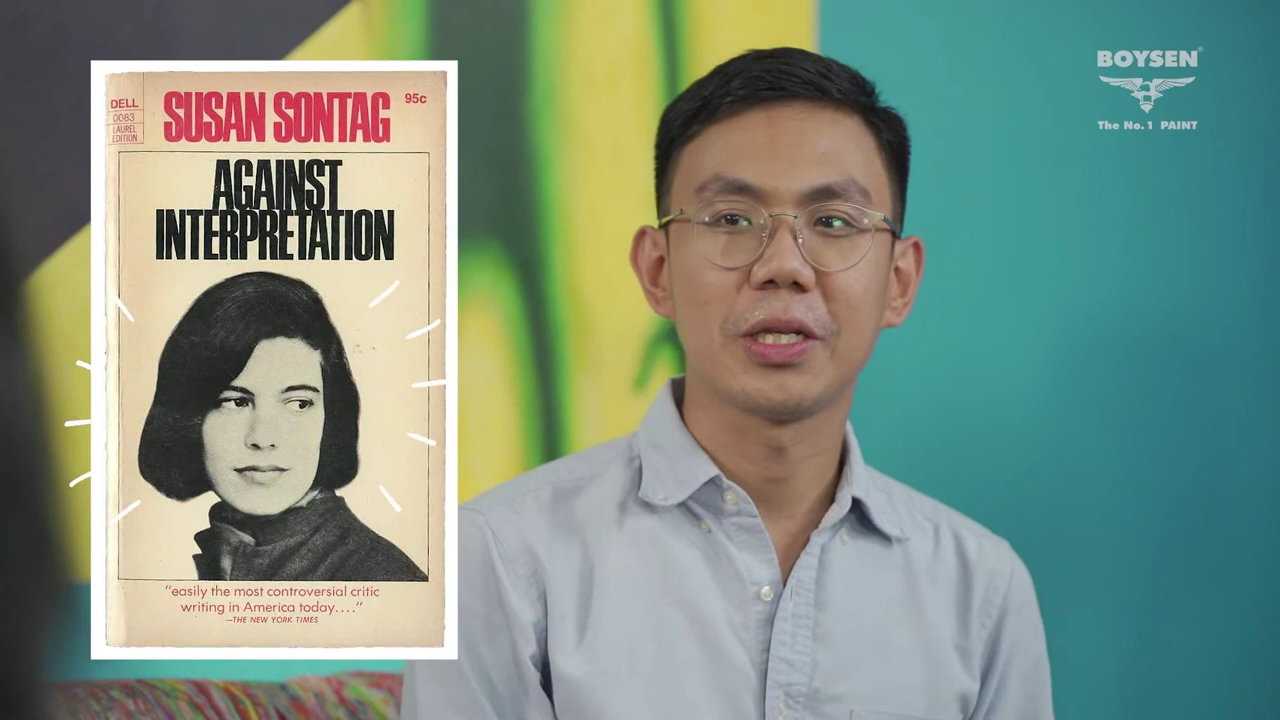 DELL
0083
LAUREL
EDITION
SUSAN SONTAG
95c
AGAINST
INTERPRETATION
"easily the most controversial critic
writing in America today...."
—THE NEW YORK TIMES
BOYSEN®
The No.1 PAINT